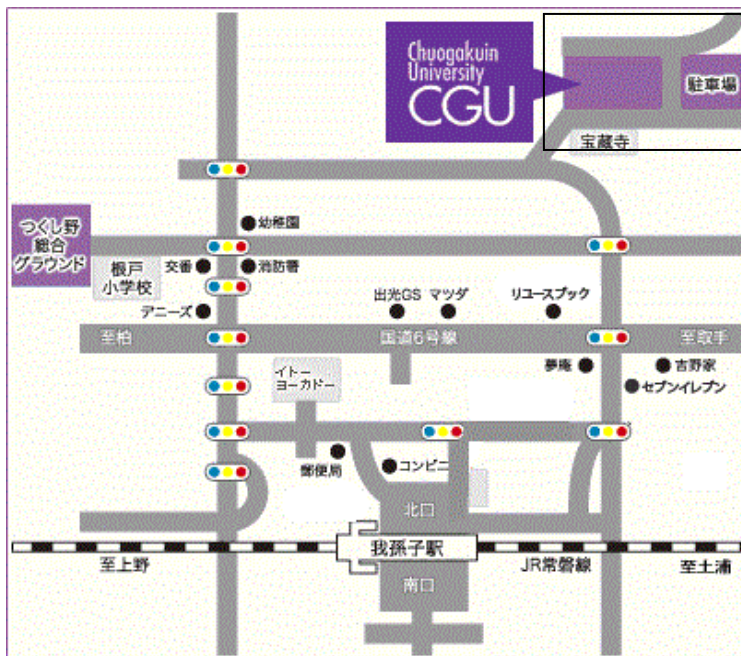 Chuogakuin
University
CGU
駐車場
宝蔵寺
つくし野
総合
グラウンド
幼稚園
根戸
小学校
交番
消防署
デニーズ
出光GS
マツダ
リユースブック
至柏
国道6号線
至取手
イトー
ヨーカドー
夢庵
吉野家
セブンイレブン
郵便局
コンビニ
北口
我孫子駅
至上野
JR常磐線
至土浦
南口